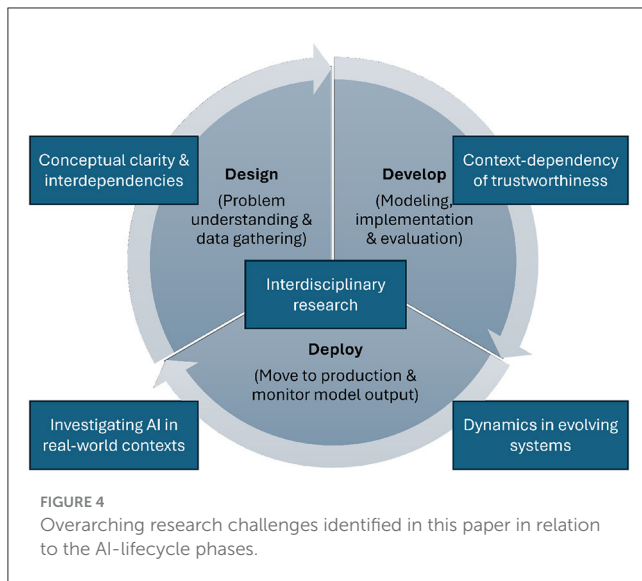 Conceptual clarity &
interdependencies
Design
(Problem
understanding &
data gathering)
Develop
(Modeling,
implementation
& evaluation)
Context-dependency
of trustworthiness
Interdisciplinary
research
Deploy
(Move to production &
monitor model output)
Investigating AI in
real-world contexts
Dynamics in evolving
systems
FIGURE 4
Overarching research challenges identified in this paper in relation
to the AI-lifecycle phases.